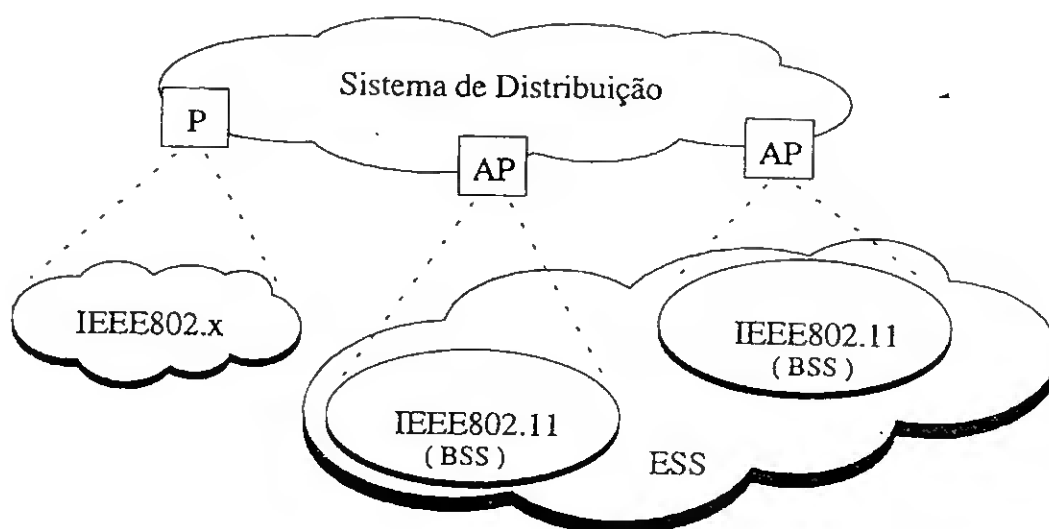 Sistema de Distribuição
P
AP
AP
IEEE802.x
IEEE802.11
(BSS)
IEEE802.11
(BSS)
ESS